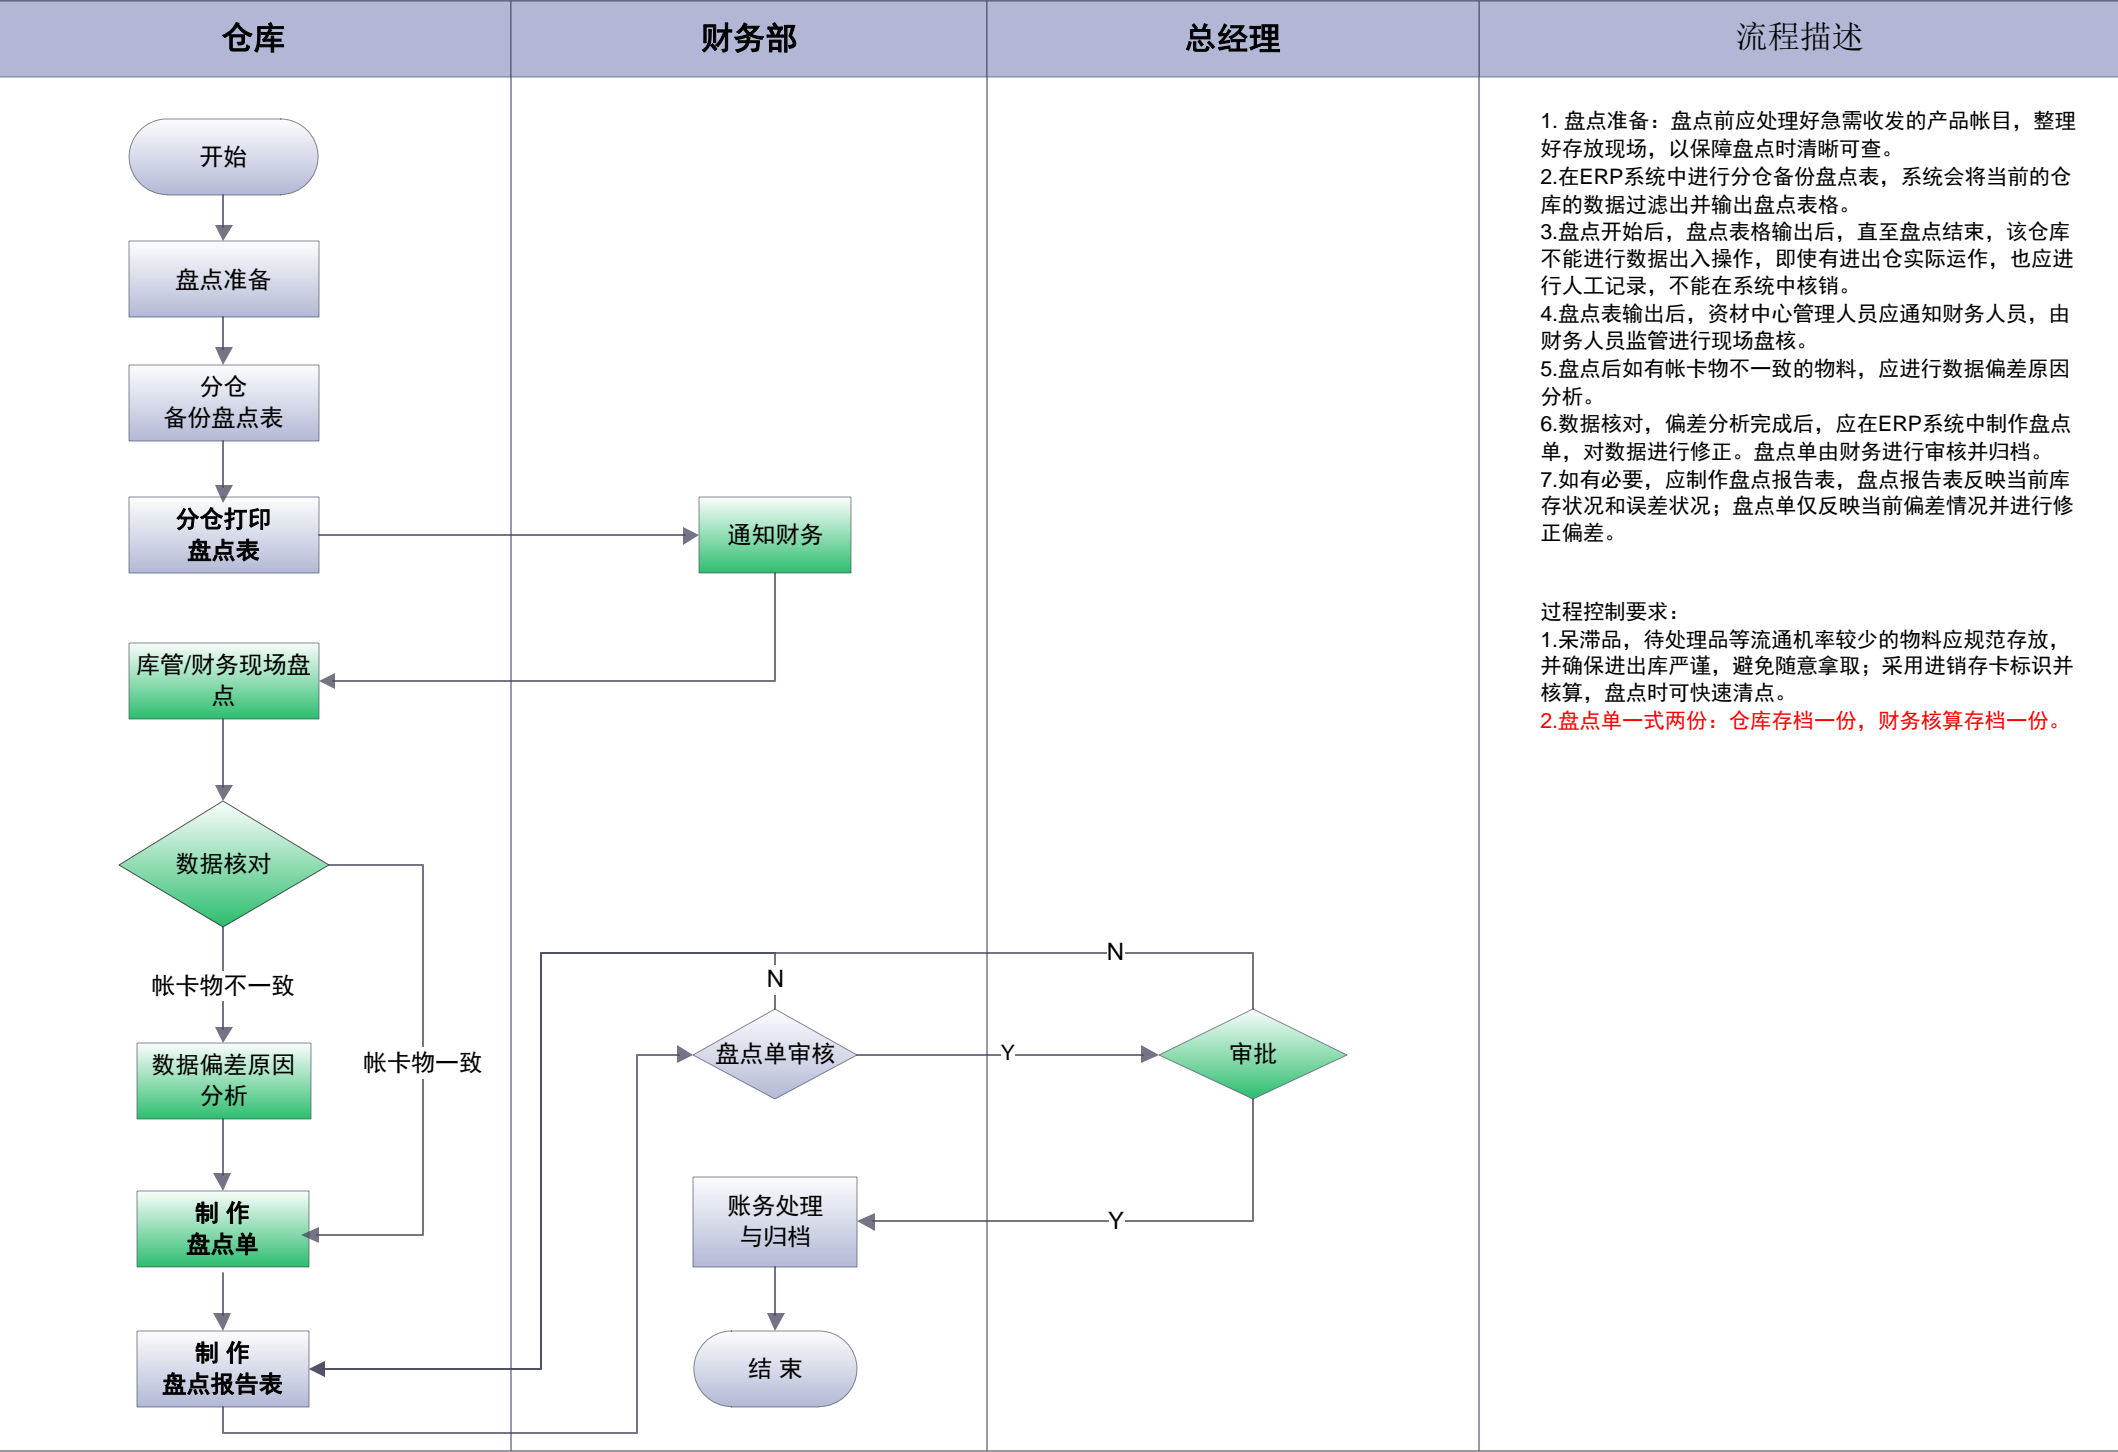 仓库
财务部
总经理
流程描述
开始
盘点准备
分仓
备份盘点表
分仓打印
盘点表
通知财务
库管/财务现场盘
点
数据核对
帐卡物不一致
帐卡物一致
数据偏差原因
分析
制 作
盘点单
制 作
盘点报告表
N
N
盘点单审核
Y
审批
账务处理
与归档
Y
结 束
1. 盘点准备：盘点前应处理好急需收发的产品帐目，整理
好存放现场，以保障盘点时清晰可查。
2.在ERP系统中进行分仓备份盘点表，系统会将当前的仓
库的数据过滤出并输出盘点表格。
3.盘点开始后，盘点表格输出后，直至盘点结束，该仓库
不能进行数据出入操作，即使有进出仓实际运作，也应进
行人工记录，不能在系统中核销。
4.盘点表输出后，资材中心管理人员应通知财务人员，由
财务人员监管进行现场盘核。
5.盘点后如有帐卡物不一致的物料，应进行数据偏差原因
分析。
6.数据核对，偏差分析完成后，应在ERP系统中制作盘点
单，对数据进行修正。盘点单由财务进行审核并归档。
7.如有必要，应制作盘点报告表，盘点报告表反映当前库
存状况和误差状况；盘点单仅反映当前偏差情况并进行修
正偏差。
过程控制要求：
1.呆滞品，待处理品等流通机率较少的物料应规范存放，
并确保进出库严谨，避免随意拿取；采用进销存卡标识并
核算，盘点时可快速清点。
2.盘点单一式两份：仓库存档一份，财务核算存档一份。